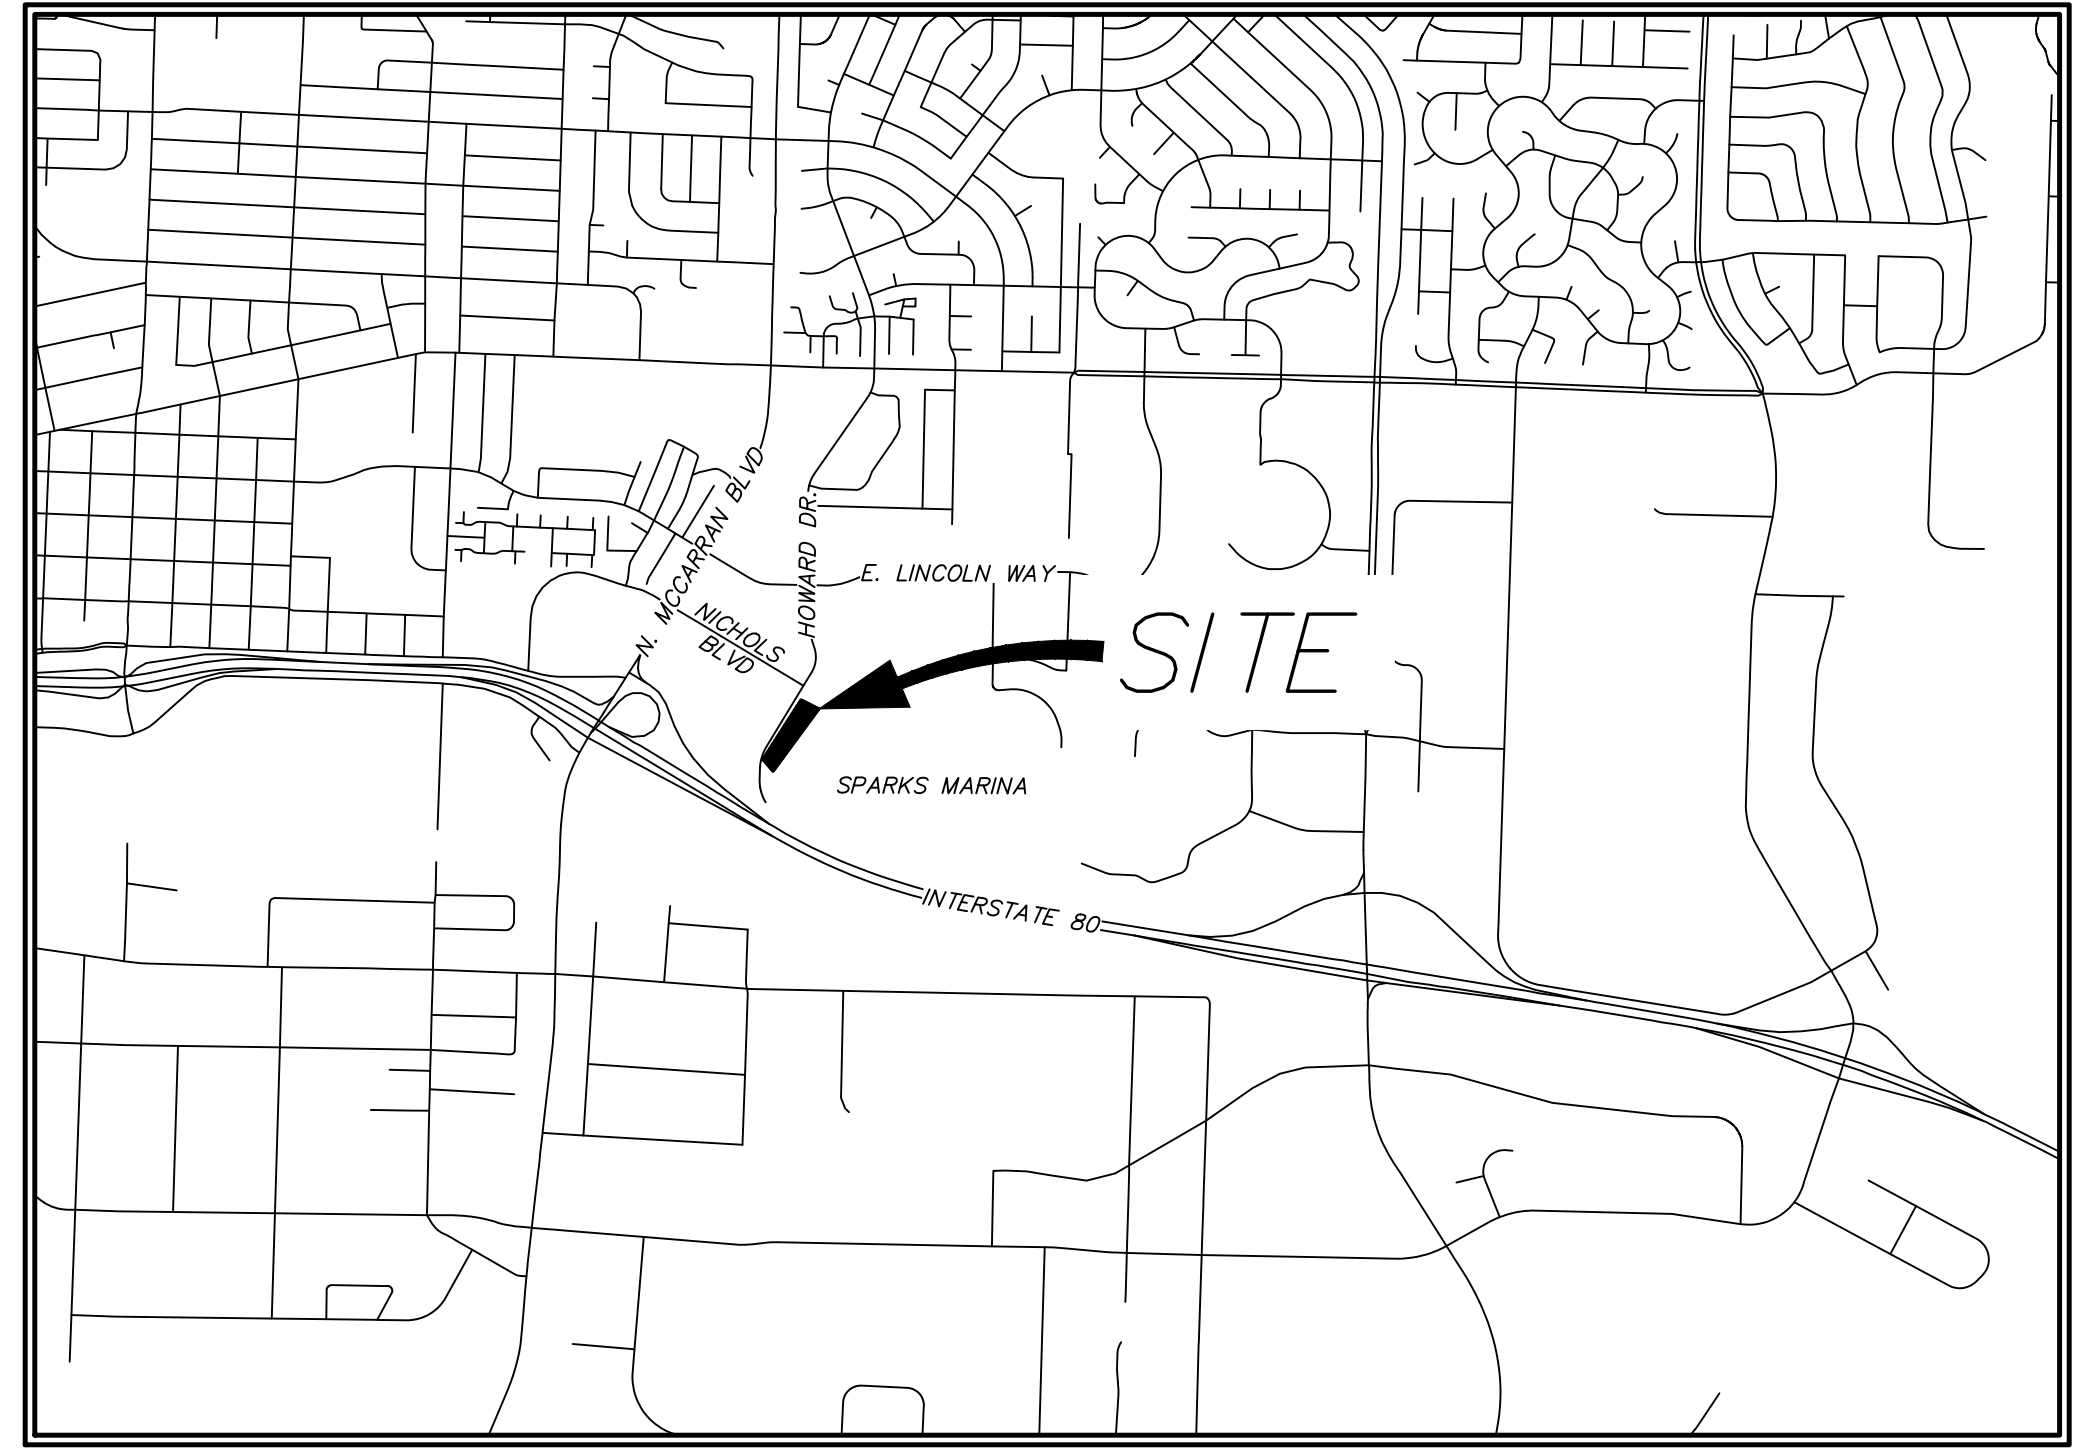 N. MCCARRAN BLVD
HOWARD DR.
E. LINCOLN WAY
NICHOLS
BLVD
SITE
SPARKS MARINA
INTERSTATE 80